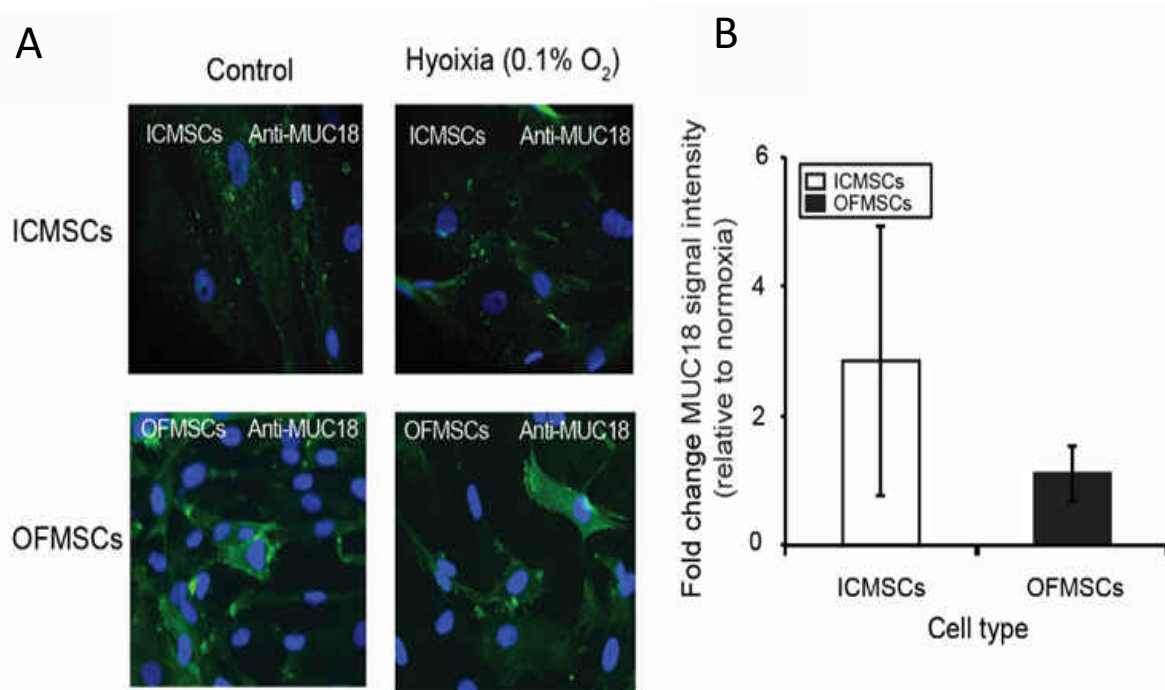 A
Control
Hyoixia (0.1% O₂)
ICMSCs
ICMSCs Anti-MUC18
ICMSCs Anti-MUC18
OFMSCs
OFMSCs Anti-MUC18
OFMSCs Anti-MUC18
B
Fold change MUC18 signal intensity
(relative to normoxia)
6
4
2
0
ICMSCs
OFMSCs
ICMSCs
OFMSCs
Cell type